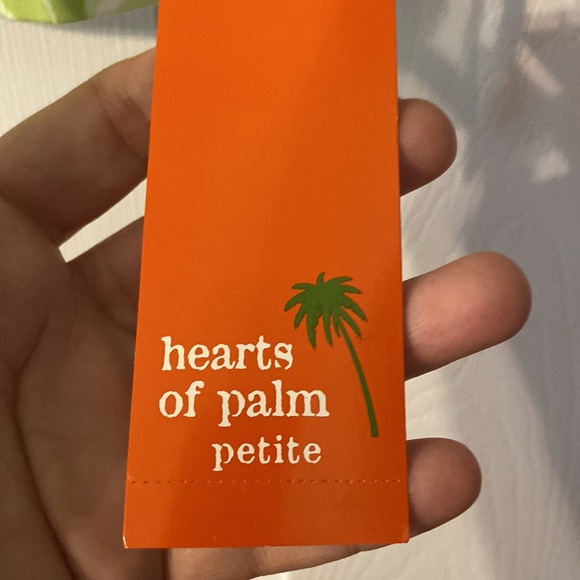 hearts
of palm
petite